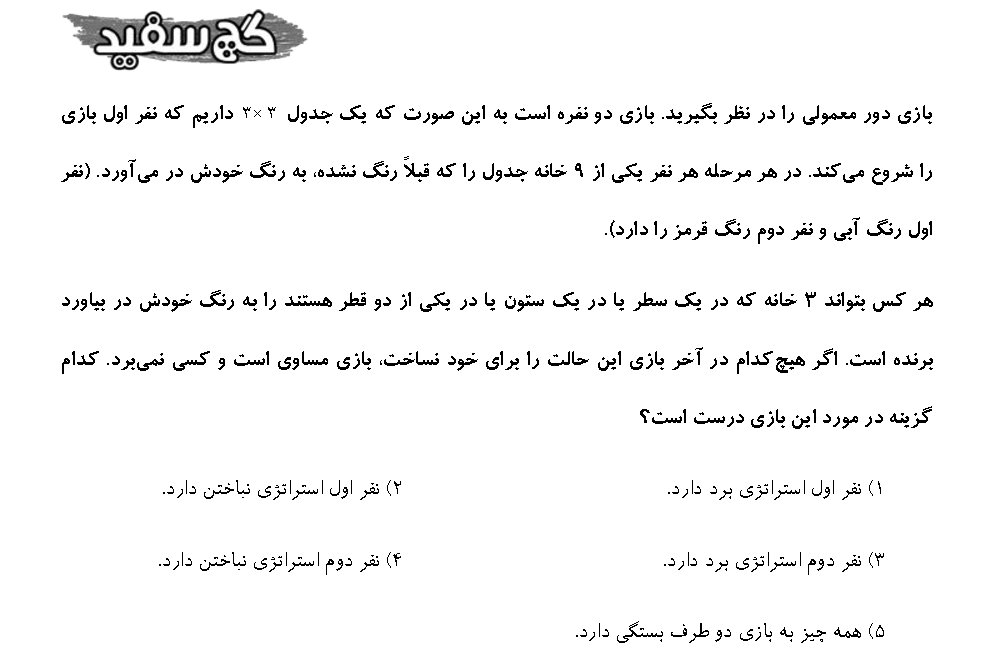 گچ سفید
بازی دور معمولی را در نظر بگیرید. بازی دو نفره است به این صورت که یک جدول ۳×۳ داریم که نفر اول بازی
را شروع می‌کند. در هر مرحله هر نفر یکی از ۹ خانه جدول را که قبلاً رنگ نشده، به رنگ خودش در می‌آورد. (نفر
اول رنگ آبی و نفر دوم رنگ قرمز را دارد).
هر کس بتواند ۳ خانه که در یک سطر یا در یک ستون یا در یکی از دو قطر هستند را به رنگ خودش در بیاورد
برنده است. اگر هیچ‌کدام در آخر بازی این حالت را برای خود نساخت، بازی مساوی است و کسی نمی‌برد. کدام
گزینه در مورد این بازی درست است؟
۱) نفر اول استراتژی برد دارد. ۲) نفر اول استراتژی نباختن دارد.
۳) نفر دوم استراتژی برد دارد. ۴) نفر دوم استراتژی نباختن دارد.
۵) همه چیز به بازی دو طرف بستگی دارد.